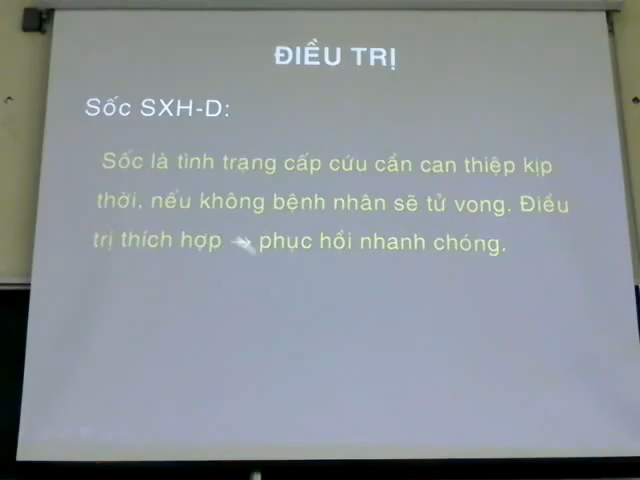 ĐIỀU TRỊ
Sốc SXH-D:
Sốc là tình trạng cấp cứu cần can thiệp kịp
thời, nếu không bệnh nhân sẽ tử vong. Điều
trị thích hợp → phục hồi nhanh chóng.